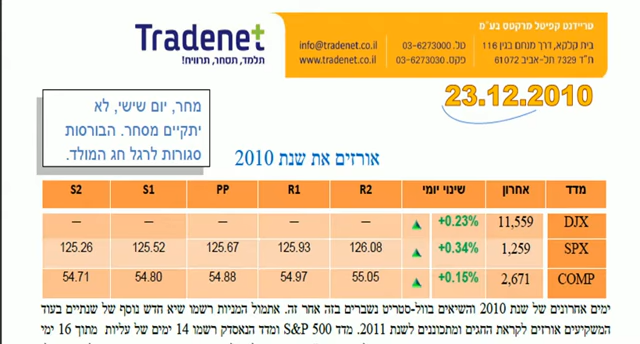 Tradenet
תלמד, תסחר, תרוויח!
טריידנט קפיטל מרקטס בע"מ
info@tradenet.co.il | טל. 03-6273000 | בית קלקא, דרך מנחם בגין 116
www.tradenet.co.il | פקס. 03-6273030 | ת"ד 7329 תל-אביב 61072
23.12.2010
מחר, יום שישי, לא
יתקיים מסחר. הבורסות
סגורות לרגל חג המולד.
אורזים את שנת 2010
מדד אחרון שינוי יומי R2 R1 PP S1 S2
DJX 11,559 +0.23% – – – – –
SPX 1,259 +0.34% 126.08 125.93 125.67 125.52 125.26
COMP 2,671 +0.15% 55.05 54.97 54.88 54.80 54.71
ימים אחרונים של שנת 2010 והשיאים בוול-סטריט נשברים בזה אחר זה. אתמול המניות רשמו שיא חדש נוסף של שנתיים בעוד
המשקיעים אורזים לקראת החגים ומתכוננים לשנת 2011. מדד S&P 500 ומדד הנאסדק רשמו 14 ימים של עליות מתוך 16 ימי